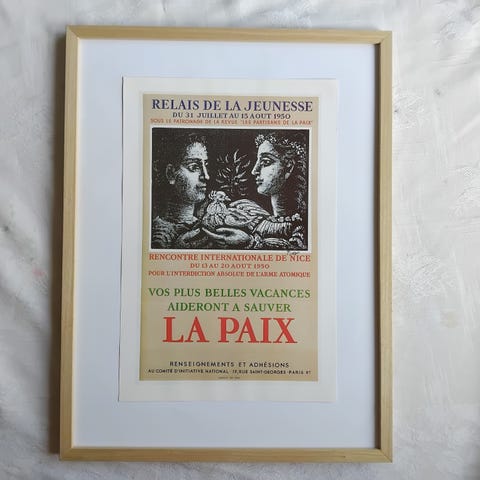 RELAIS DE LA JEUNESSE
DU 31 JUILLET AU 15 AOUT 1950
SOUS LE PATRONAGE DE LA REVUE "LES PARTISANS DE LA PAIX"
RENCONTRE INTERNATIONALE DE NICE
DU 13 AU 20 AOUT 1950
POUR L'INTERDICTION ABSOLUE DE L'ARME ATOMIQUE
VOS PLUS BELLES VACANCES
AIDERONT A SAUVER
LA PAIX
RENSEIGNEMENTS ET ADHÉSIONS
AU COMITÉ D'INITIATIVE NATIONAL · 19, RUE SAINT-GEORGES · PARIS 9?